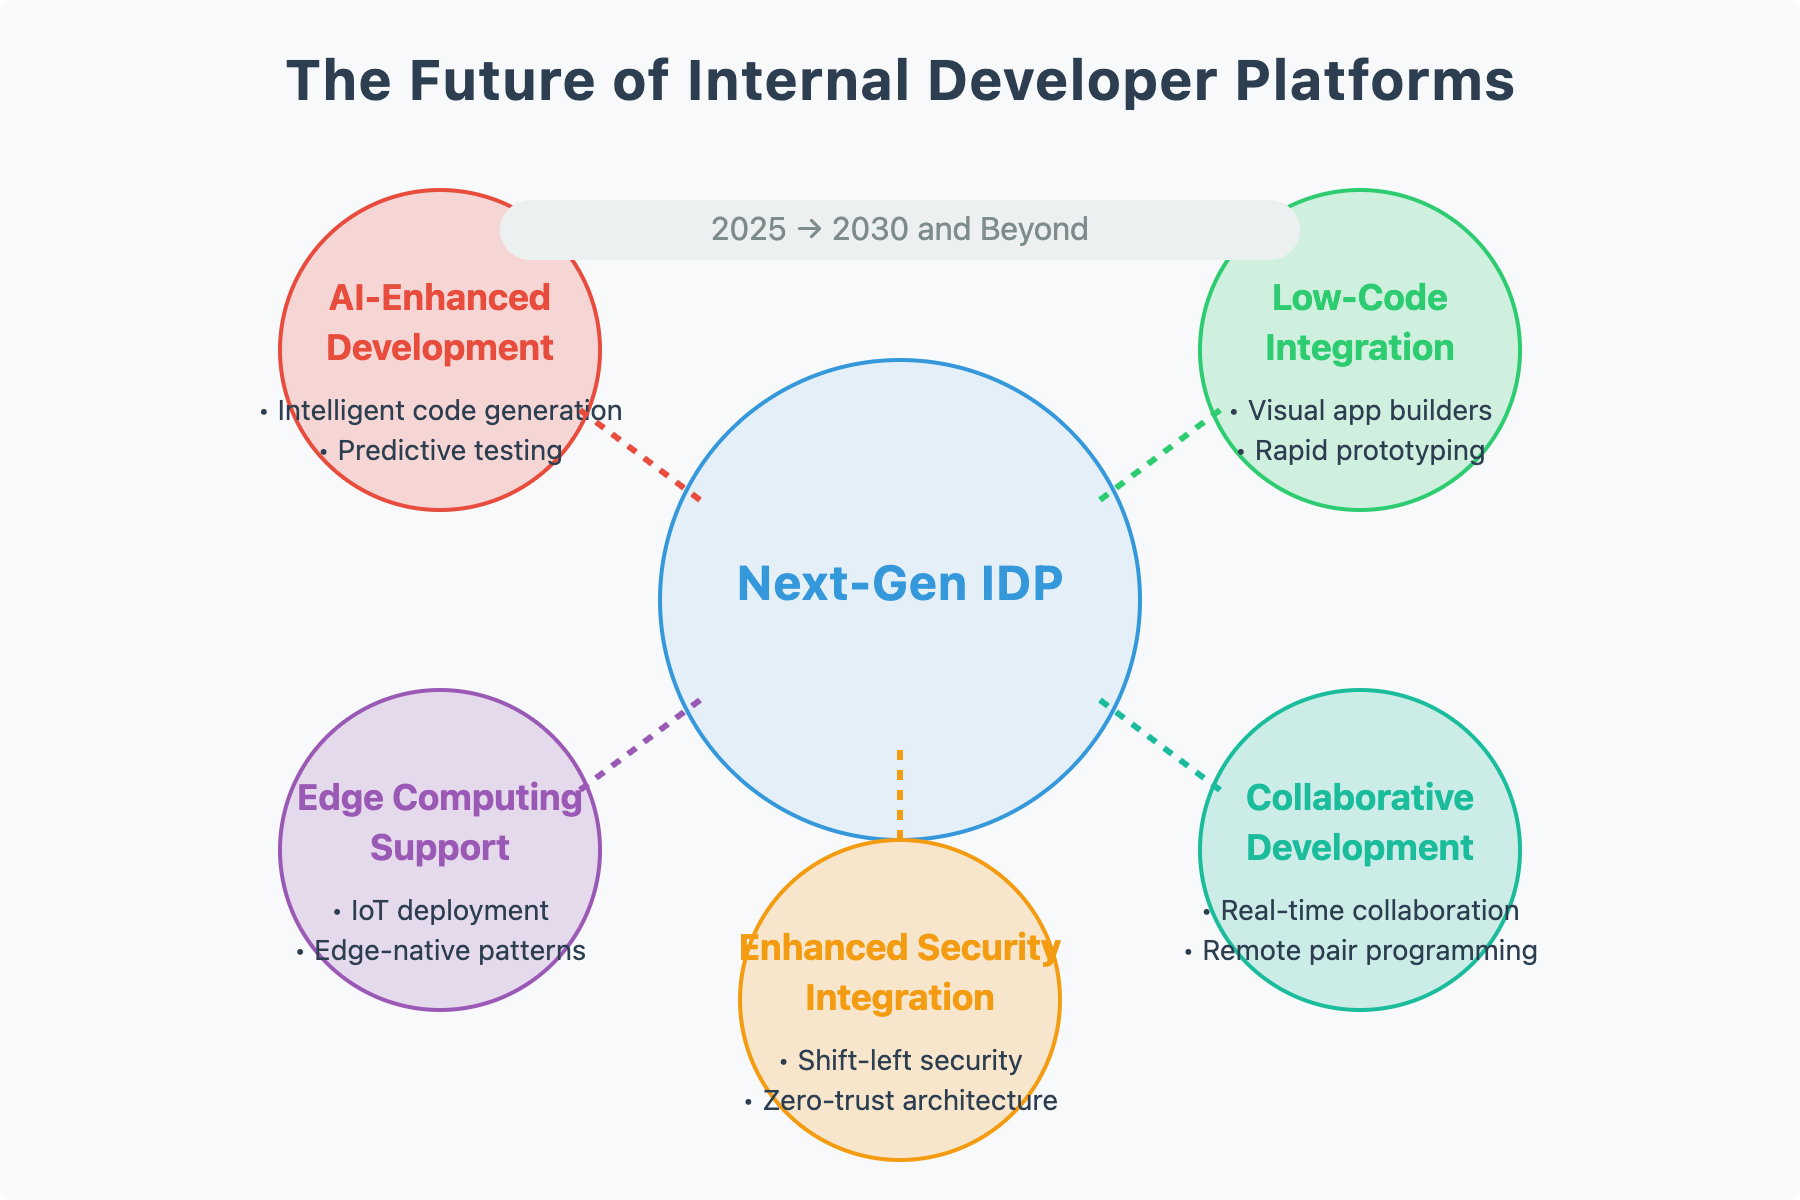 The Future of Internal Developer Platforms
2025 → 2030 and Beyond
AI-Enhanced
Development
• Intelligent code generation
• Predictive testing
Low-Code
Integration
• Visual app builders
• Rapid prototyping
Next-Gen IDP
Edge Computing
Support
• IoT deployment
• Edge-native patterns
Enhanced Security
Integration
• Shift-left security
• Zero-trust architecture
Collaborative
Development
• Real-time collaboration
• Remote pair programming